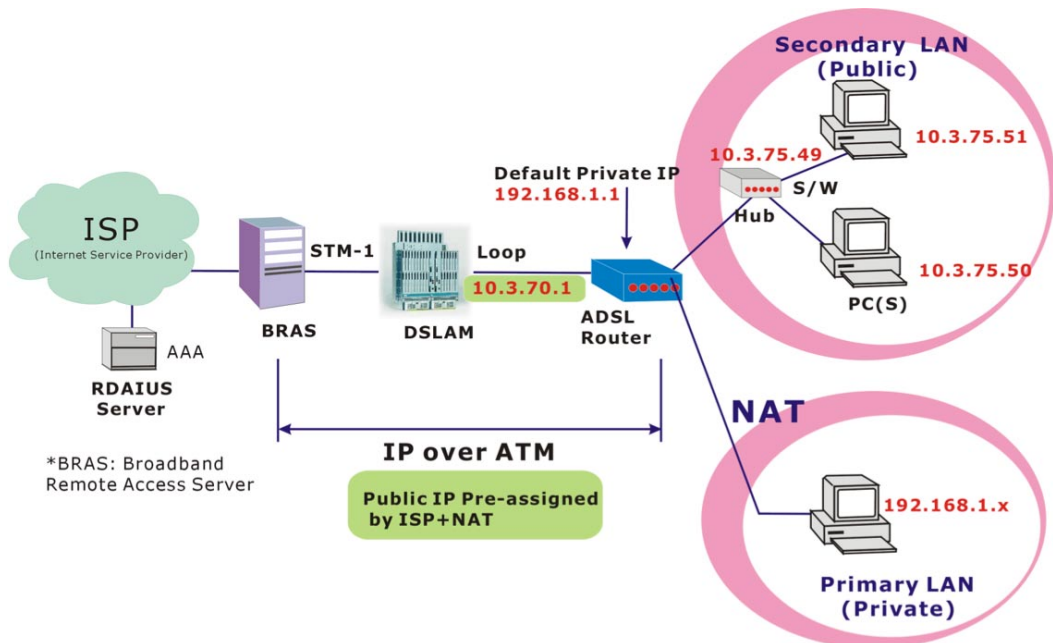 Secondary LAN
(Public)
10.3.75.51
10.3.75.49
S/W
Hub
10.3.75.50
PC(S)
Default Private IP
192.168.1.1
ISP
(Internet Service Provider)
STM-1
Loop
10.3.70.1
BRAS
DSLAM
ADSL
Router
AAA
RDAIUS
Server
NAT
IP over ATM
*BRAS: Broadband
Remote Access Server
Public IP Pre-assigned
by ISP+NAT
192.168.1.x
Primary LAN
(Private)